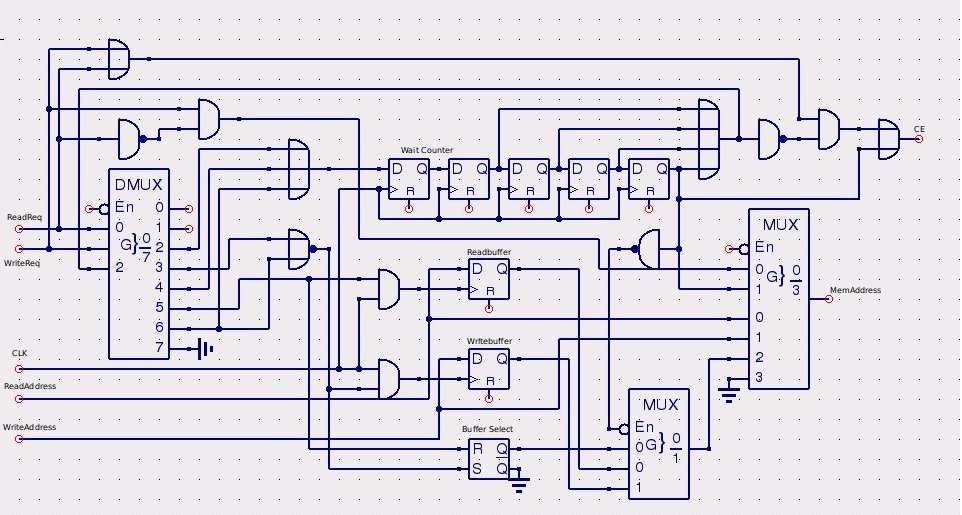 CE
Wait Counter
D Q D Q D Q D Q D Q
R R R R R
DMUX
En 0
ReadReq
0 1
G} 0/7 2
WriteReq
2 3
4
5
6
7
MUX
En
0 G} 0/3
1
MemAddress
0
1
2
3
Readbuffer
D Q
R
CLK
Writebuffer
D Q
R
ReadAddress
WriteAddress
Buffer Select
R Q
S Q
MUX
En
0 G} 0/1
0
1